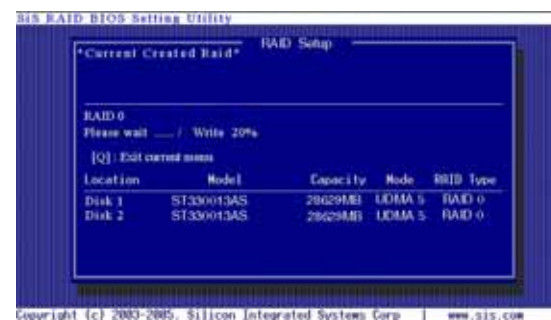 SiS RAID BIOS Setting Utility
RAID Setup
*Current Created Raid*
RAID 0
Please wait ___ / Write 20%
[Q] : Exit current menu
Location Model Capacity Mode RAID Type
Disk 1 ST330013AS 28629MB UDMA 5 RAID 0
Disk 2 ST330013AS 28629MB UDMA 5 RAID 0
Copyright (c) 2003-2005. Silicon Integrated Systems Corp | www.sis.com